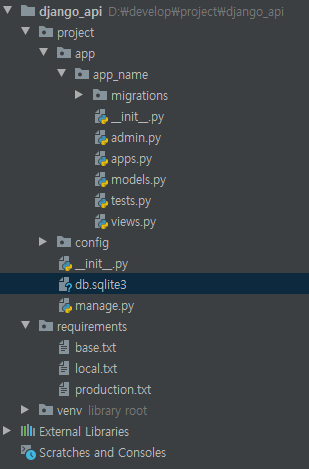 django_api D:₩develop₩project₩django_api
project
app
app_name
migrations
__init__.py
admin.py
apps.py
models.py
tests.py
views.py
config
__init__.py
db.sqlite3
manage.py
requirements
base.txt
local.txt
production.txt
venv library root
External Libraries
Scratches and Consoles